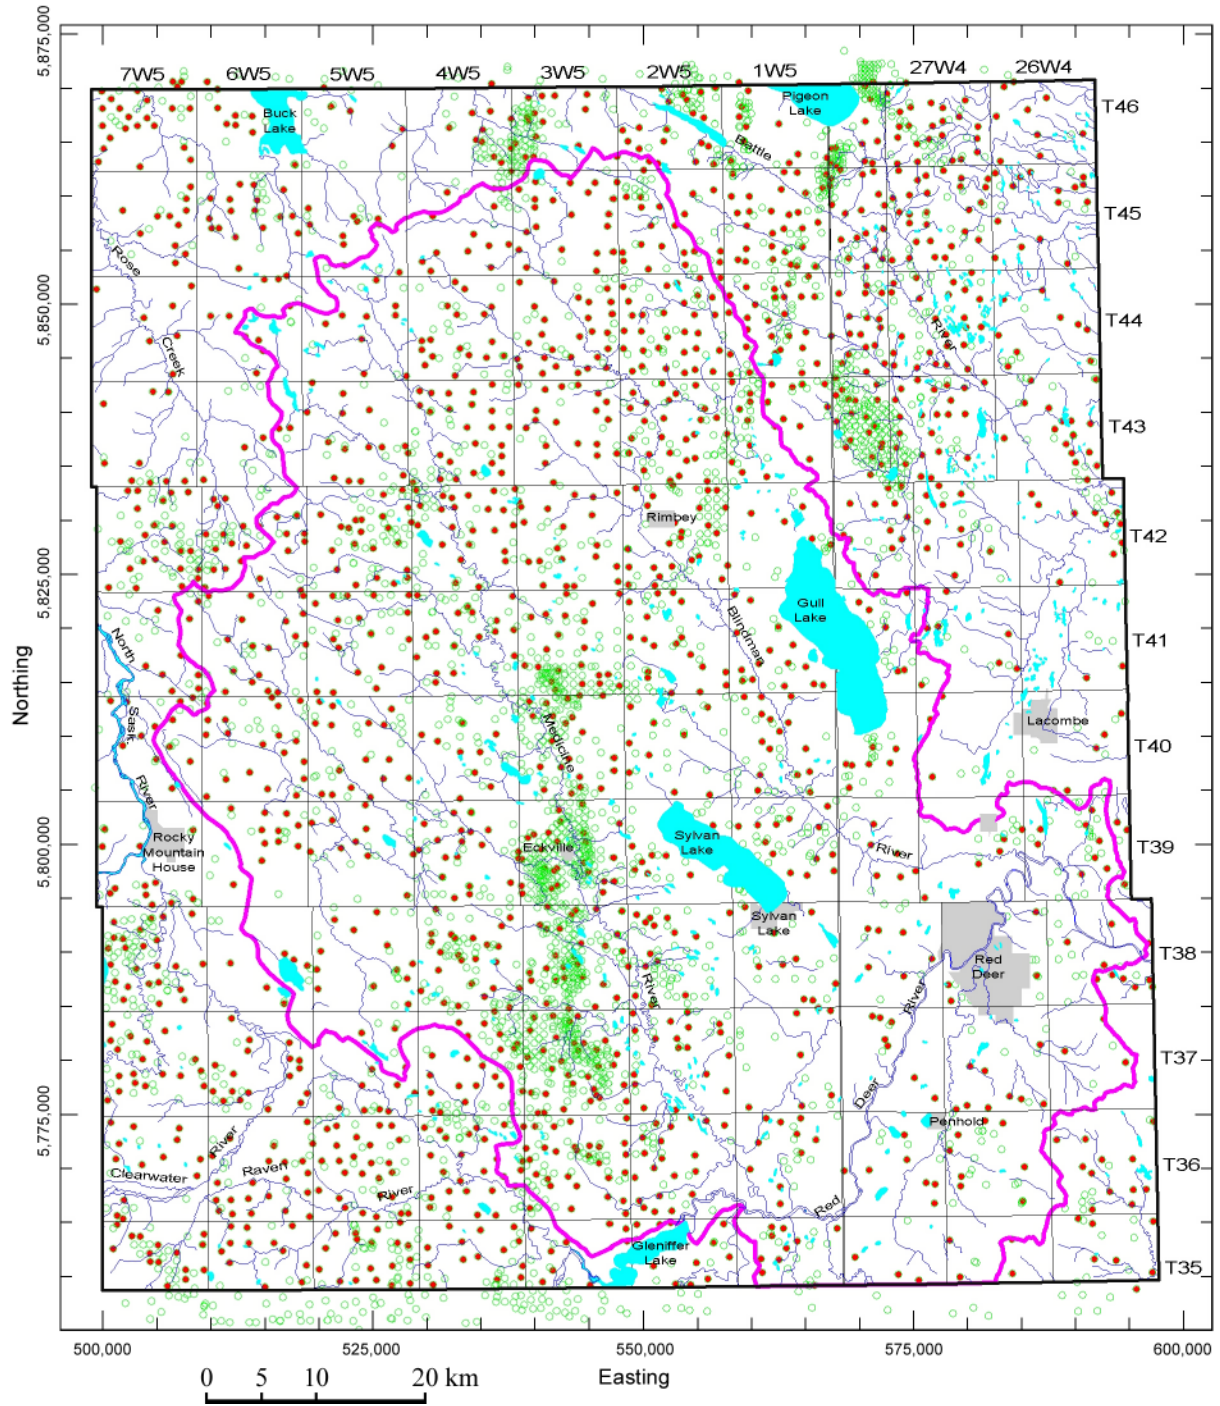 5,875,000
7W5 6W5 5W5 4W5 3W5 2W5 1W5 27W4 26W4
Buck
Lake
Pigeon
Lake
T46
Battle
T45
Rose
5,850,000
T44
River
Creek
T43
Rimbey
T42
5,825,000
Gull
Lake
Blindman
T41
North
Sask.
River
Northing
Medicine
Lacombe
T40
Rocky
Mountain
House
Eckville
Sylvan
Lake
River
5,800,000
T39
Sylvan
Lake
Red
Deer
River
River
T38
T37
Deer
5,775,000
Penhold
River
Clearwater
Raven
River
Red
T36
Gleniffer
Lake
T35
500,000 525,000 550,000 575,000 600,000
Easting
0 5 10 20 km